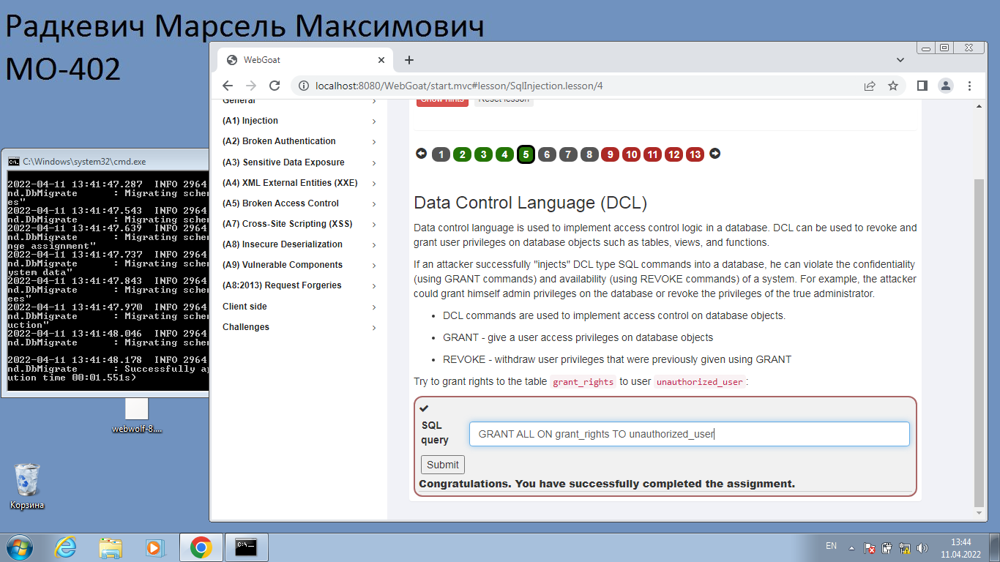 Радкевич Марсель Максимович
МО-402
WebGoat
localhost:8080/WebGoat/start.mvc#lesson/SqlInjection.lesson/4
General
(A1) Injection
(A2) Broken Authentication
(A3) Sensitive Data Exposure
(A4) XML External Entities (XXE)
(A5) Broken Access Control
(A7) Cross-Site Scripting (XSS)
(A8) Insecure Deserialization
(A9) Vulnerable Components
(A8:2013) Request Forgeries
Client side
Challenges
Show hints Reset lesson
1 2 3 4 5 6 7 8 9 10 11 12 13
Data Control Language (DCL)
Data control language is used to implement access control logic in a database. DCL can be used to revoke and
grant user privileges on database objects such as tables, views, and functions.
If an attacker successfully "injects" DCL type SQL commands into a database, he can violate the confidentiality
(using GRANT commands) and availability (using REVOKE commands) of a system. For example, the attacker
could grant himself admin privileges on the database or revoke the privileges of the true administrator.
• DCL commands are used to implement access control on database objects.
• GRANT - give a user access privileges on database objects
• REVOKE - withdraw user privileges that were previously given using GRANT
Try to grant rights to the table grant_rights to user unauthorized_user:
✔
SQL
query
GRANT ALL ON grant_rights TO unauthorized_user
Submit
Congratulations. You have successfully completed the assignment.
C:\Windows\system32\cmd.exe
2022-04-11 13:41:47.287 INFO 2964
nd.DbMigrate : Migrating schem
es"
2022-04-11 13:41:47.543 INFO 2964
nd.DbMigrate : Migrating schem
2022-04-11 13:41:47.639 INFO 2964
nd.DbMigrate : Migrating schem
nge assignment"
2022-04-11 13:41:47.737 INFO 2964
nd.DbMigrate : Migrating schem
ystem data"
2022-04-11 13:41:47.843 INFO 2964
nd.DbMigrate : Migrating schem
ees"
2022-04-11 13:41:47.970 INFO 2964
nd.DbMigrate : Migrating schem
uction"
2022-04-11 13:41:48.046 INFO 2964
nd.DbMigrate : Migrating schem
2022-04-11 13:41:48.178 INFO 2964
nd.DbMigrate : Successfully ap
ution time 00:01.551s)
webwolf-8....
Корзина
EN
13:44
11.04.2022